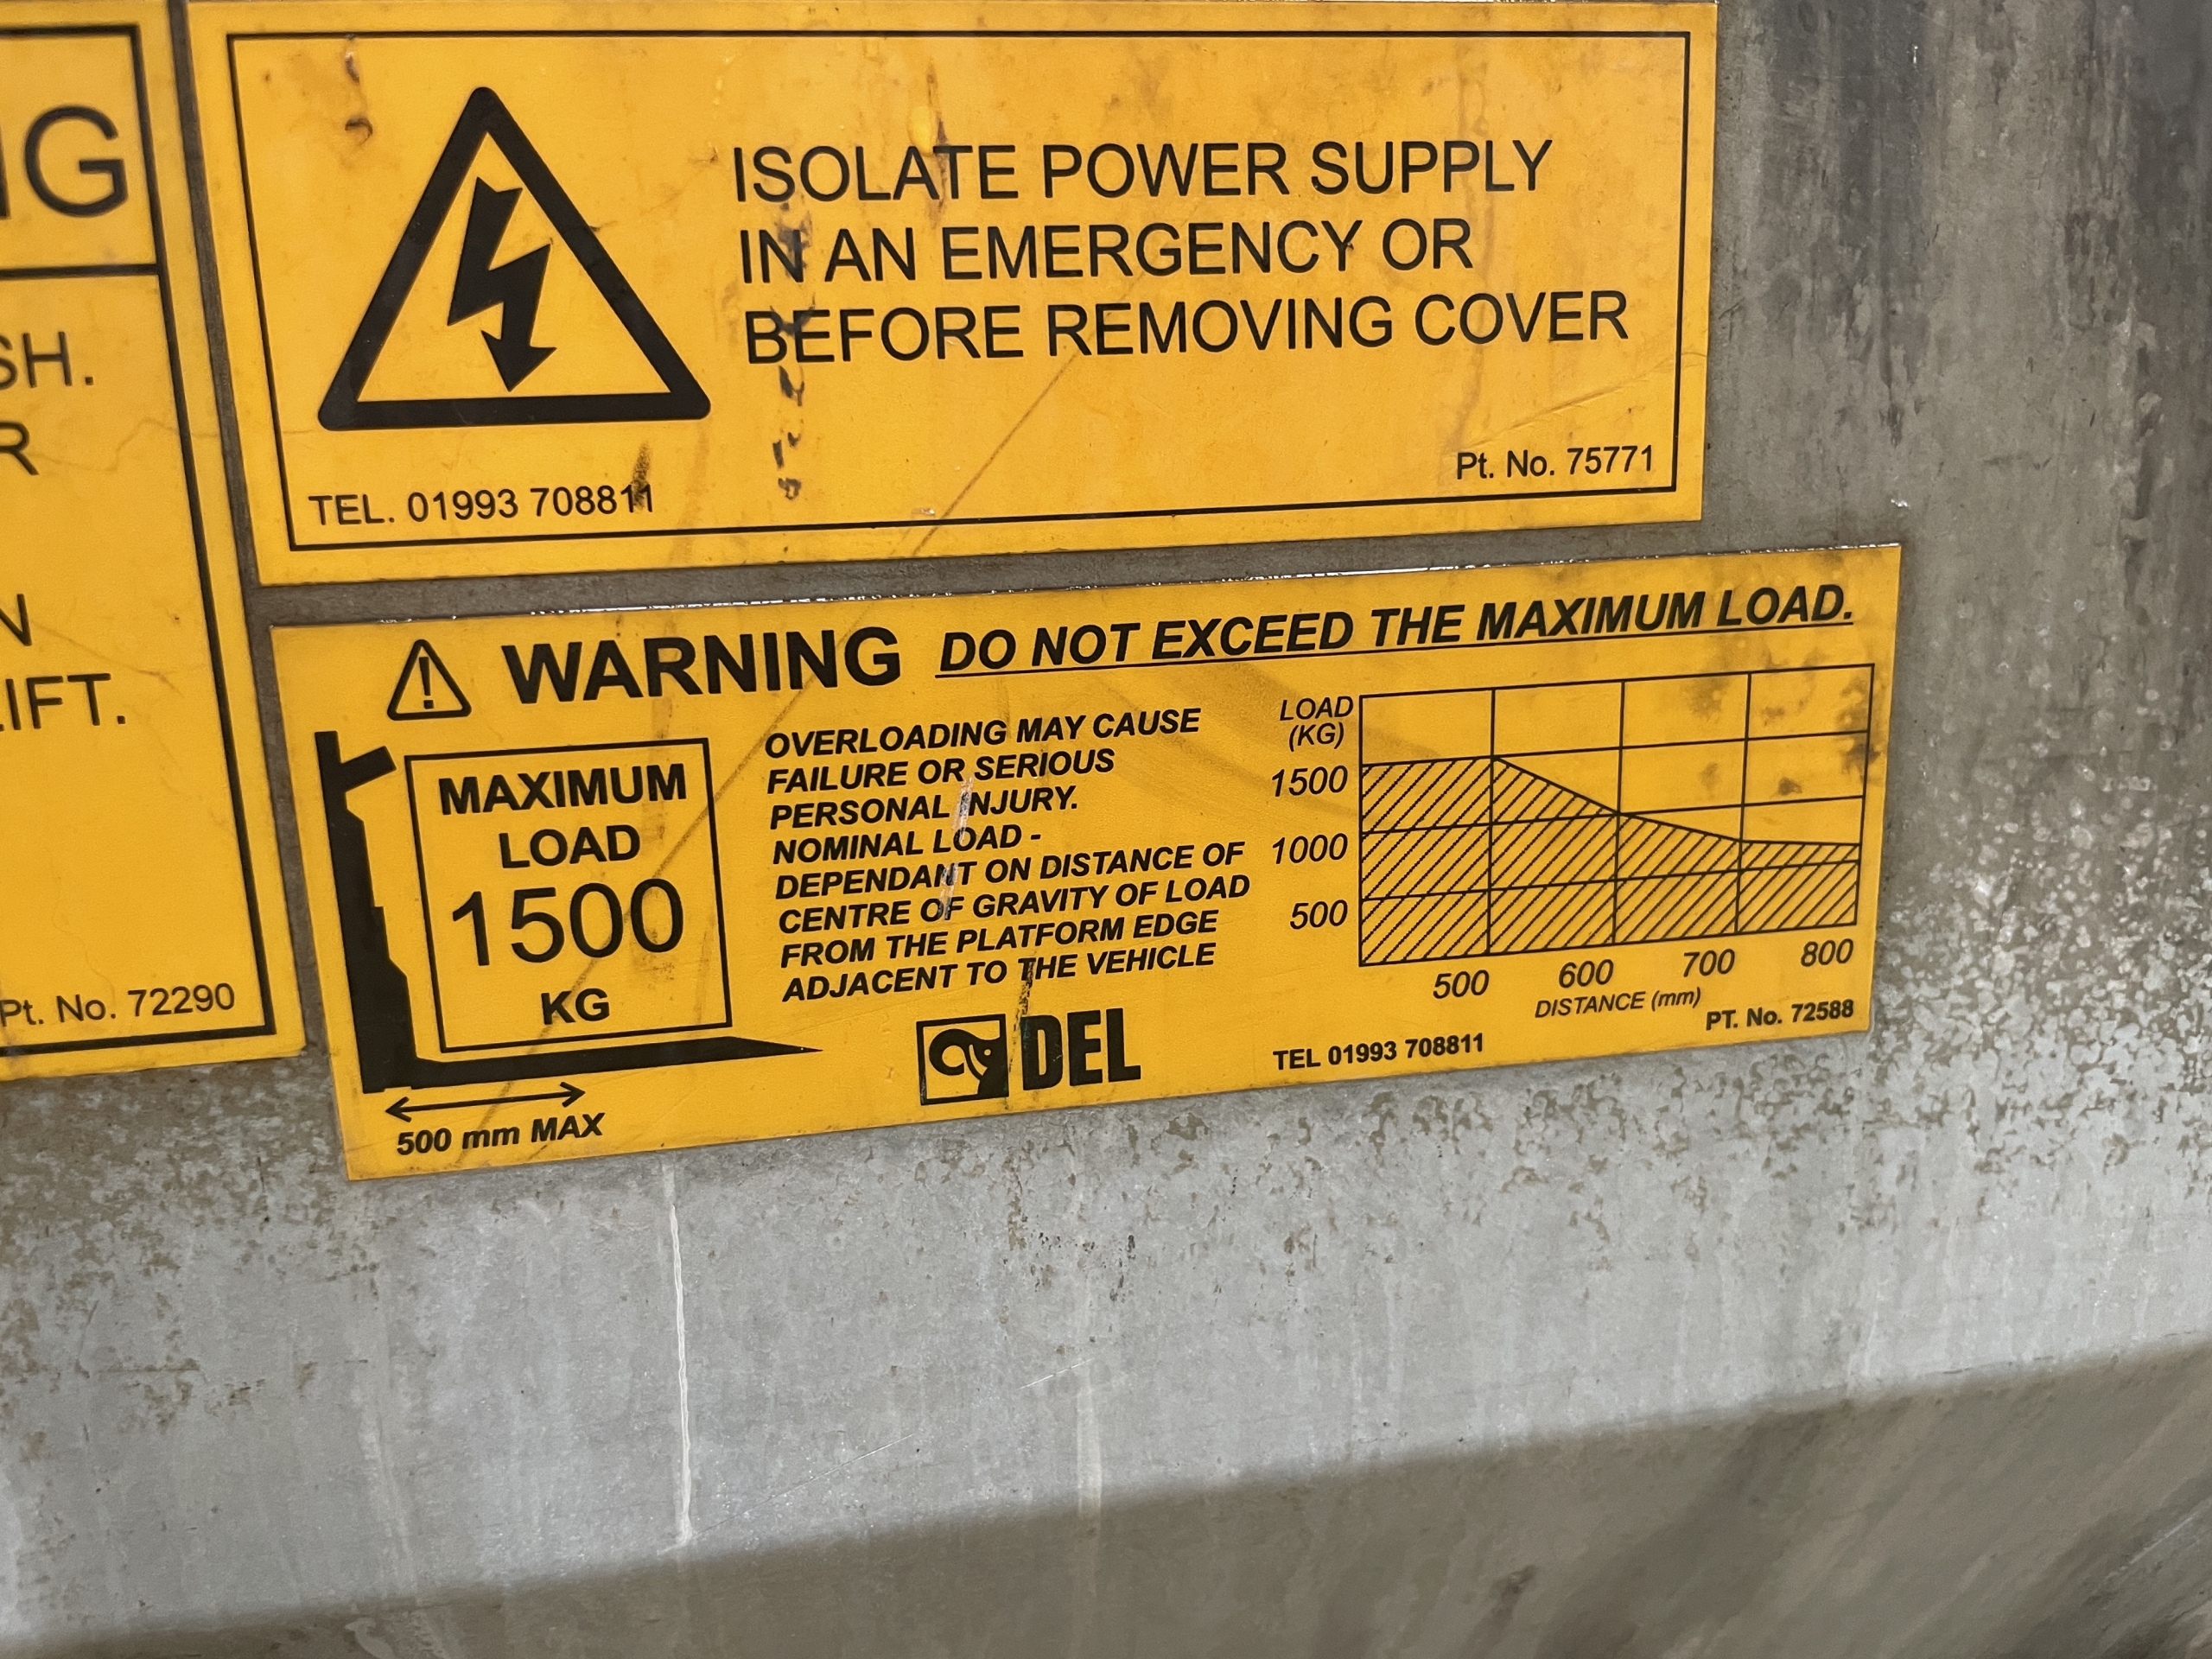 NG
SH.
R
N
LIFT.
Pt. No. 72290
ISOLATE POWER SUPPLY
IN AN EMERGENCY OR
BEFORE REMOVING COVER
TEL. 01993 708811
Pt. No. 75771
WARNING DO NOT EXCEED THE MAXIMUM LOAD.
MAXIMUM
LOAD
1500
KG
500 mm MAX
OVERLOADING MAY CAUSE
FAILURE OR SERIOUS
PERSONAL INJURY.
NOMINAL LOAD -
DEPENDANT ON DISTANCE OF
CENTRE OF GRAVITY OF LOAD
FROM THE PLATFORM EDGE
ADJACENT TO THE VEHICLE
DEL
LOAD
(KG)
1500
1000
500
500 600 700 800
DISTANCE (mm)
PT. No. 72588
TEL 01993 708811